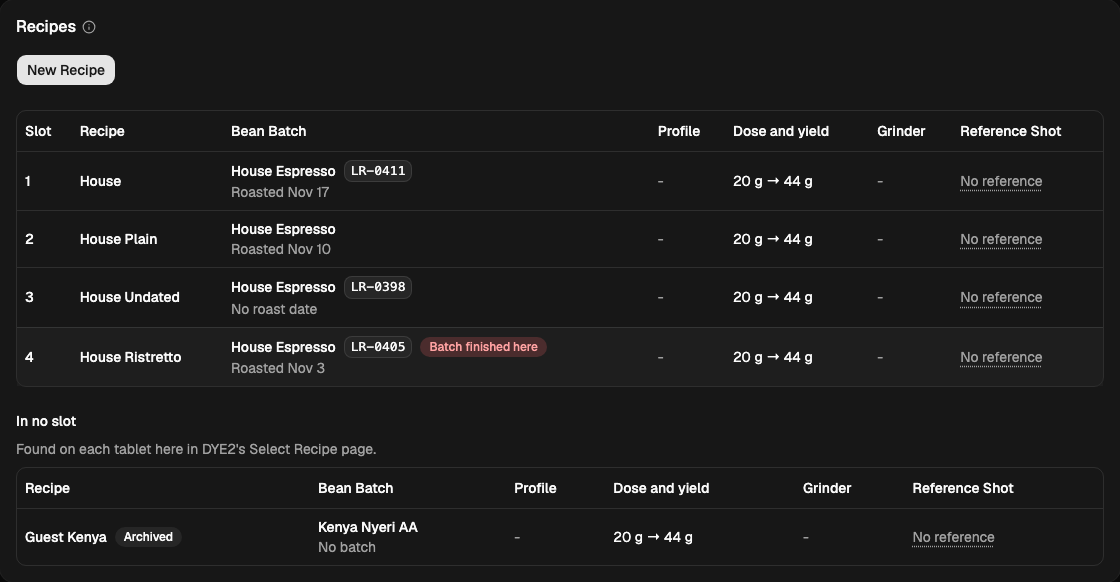 Recipes
New Recipe
Slot Recipe Bean Batch Profile Dose and yield Grinder Reference Shot
1 House House Espresso LR-0411 Roasted Nov 17 - 20 g → 44 g - No reference
2 House Plain House Espresso Roasted Nov 10 - 20 g → 44 g - No reference
3 House Undated House Espresso LR-0398 No roast date - 20 g → 44 g - No reference
4 House Ristretto House Espresso LR-0405 Batch finished here Roasted Nov 3 - 20 g → 44 g - No reference
In no slot
Found on each tablet here in DYE2's Select Recipe page.
Recipe Bean Batch Profile Dose and yield Grinder Reference Shot
Guest Kenya Archived Kenya Nyeri AA No batch - 20 g → 44 g - No reference